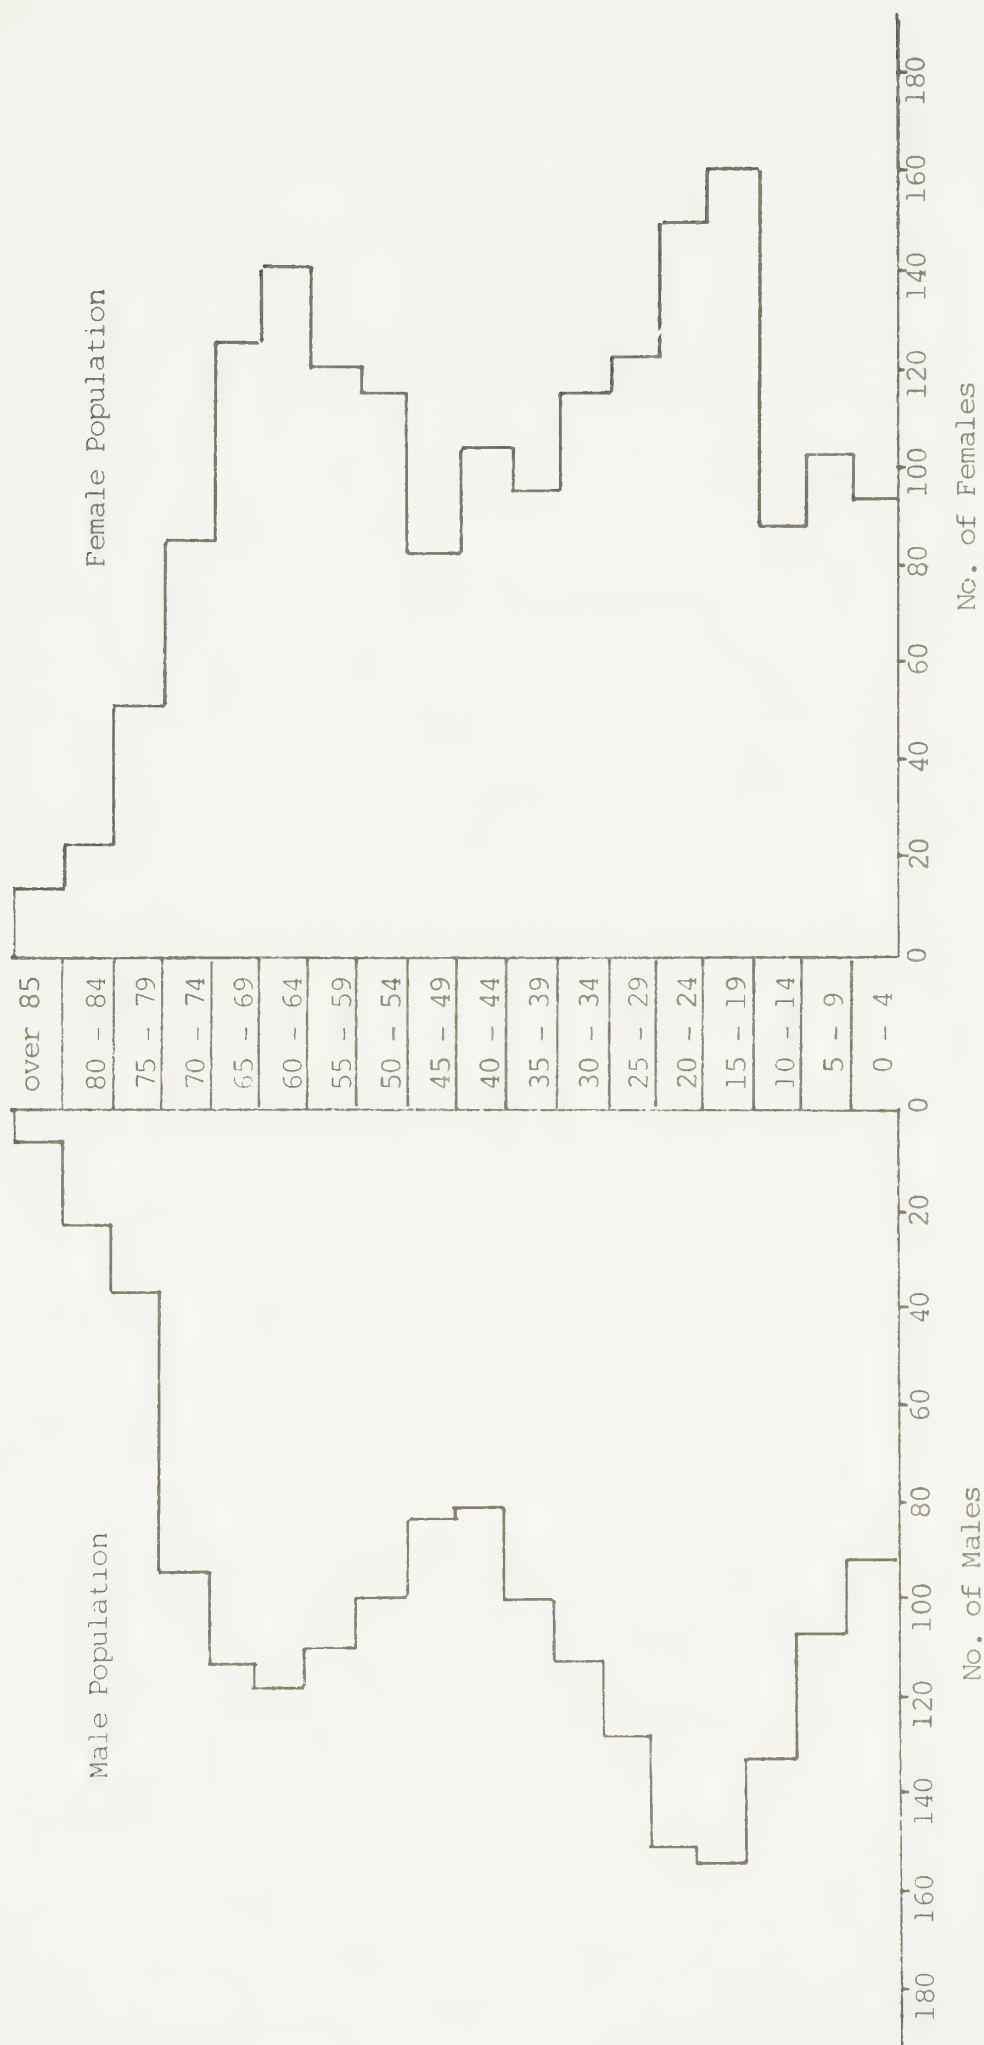 Male Population
Female Population
over 85
80 - 84
75 - 79
70 - 74
65 - 69
60 - 64
55 - 59
50 - 54
45 - 49
40 - 44
35 - 39
30 - 34
25 - 29
20 - 24
15 - 19
10 - 14
5 - 9
0 - 4
180 160 140 120 100 80 60 40 20 0
0 20 40 60 80 100 120 140 160 180
No. of Males
No. of Females